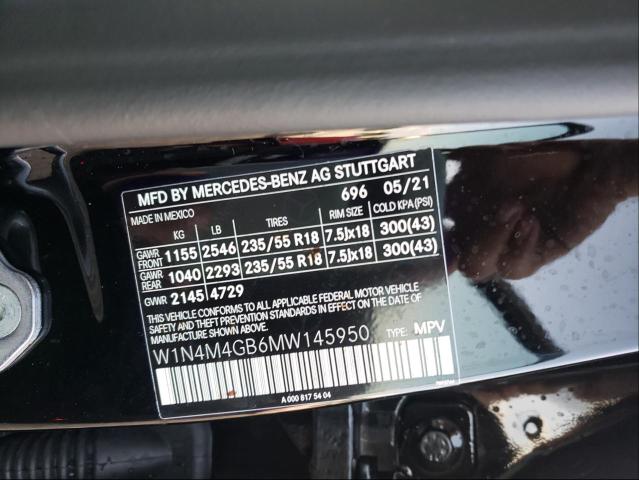 MFD BY MERCEDES-BENZ AG STUTTGART
696 05/21
MADE IN MEXICO
KG LB TIRES RIM SIZE COLD KPA(PSI)
GAWR FRONT 1155 2546 235/55 R18 7.5Jx18 300(43)
GAWR REAR 1040 2293 235/55 R18 7.5Jx18 300(43)
GVWR 2145 4729
THIS VEHICLE CONFORMS TO ALL APPLICABLE FEDERAL MOTOR VEHICLE
SAFETY AND THEFT PREVENTION STANDARDS IN EFFECT ON THE DATE
OF MANUFACTURE SHOWN ABOVE.
W1N4M4GB6MW145950 TYPE: MPV
A 000 817 54 04